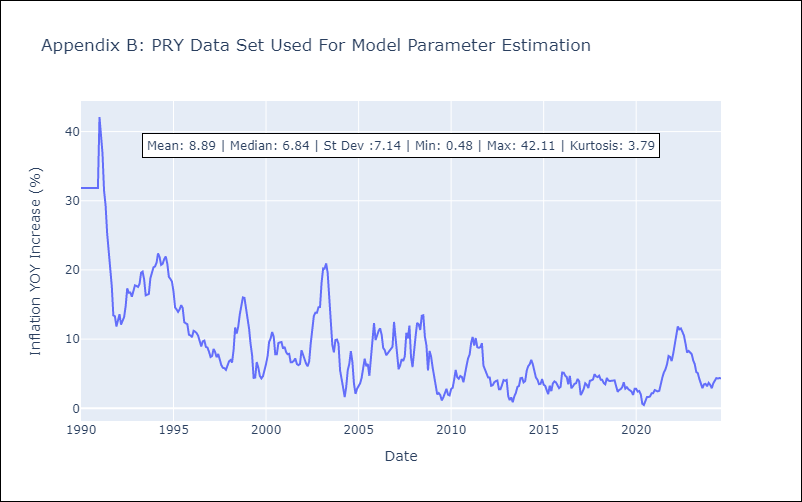 Appendix B: PRY Data Set Used For Model Parameter Estimation
Mean: 8.89 | Median: 6.84 | St Dev :7.14 | Min: 0.48 | Max: 42.11 | Kurtosis: 3.79
Inflation YOY Increase (%)
40
30
20
10
0
1990 1995 2000 2005 2010 2015 2020
Date